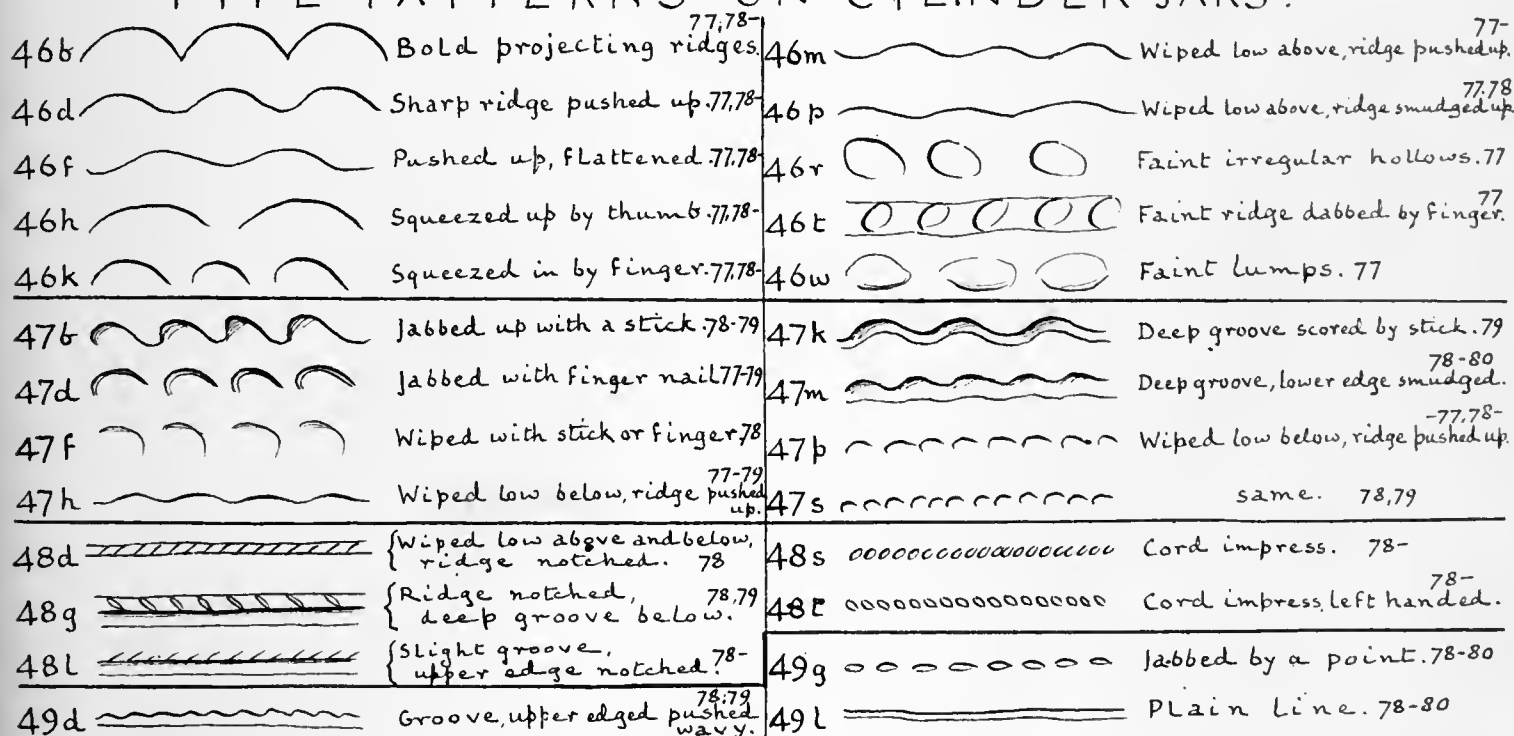 TYPE PATTERNS ON CYLINDER JARS.
46b Bold projecting ridges. 77,78-
46d Sharp ridge pushed up. 77,78-
46f Pushed up, flattened. 77,78-
46h Squeezed up by thumb. 77,78-
46k Squeezed in by finger. 77,78-
46m Wiped low above, ridge pushed up. 77-
46p Wiped low above, ridge smudged up 77.78
46r Faint irregular hollows. 77
46t Faint ridge dabbed by finger. 77
46w Faint lumps. 77
47b Jabbed up with a stick. 78-79
47d Jabbed with finger nail 77-79
47f Wiped with stick or finger, 78
47h Wiped low below, ridge pushed 77-79
up.
47k Deep groove scored by stick. 79
47m Deep groove, lower edge smudged. 78-80
47p Wiped low below, ridge pushed up. -77,78-
47s same. 78,79
48d Wiped low above and below,
ridge notched. 78
48g Ridge notched, 78,79
deep groove below.
48l Slight groove,
upper edge notched. 78-
49d Groove, upper edged pushed 78.79
wavy.
48s Cord impress. 78-
48t Cord impress, left handed. 78-
49g Jabbed by a point. 78-80
49l Plain line. 78-80